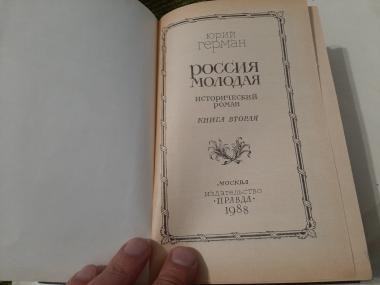 ЮРИЙ
ГЕРМАН
РОССИЯ
МОЛОДАЯ
ИСТОРИЧЕСКИЙ
РОМАН
КНИГА ВТОРАЯ
МОСКВА
ИЗДАТЕЛЬСТВО
·ПРАВДА·
1988